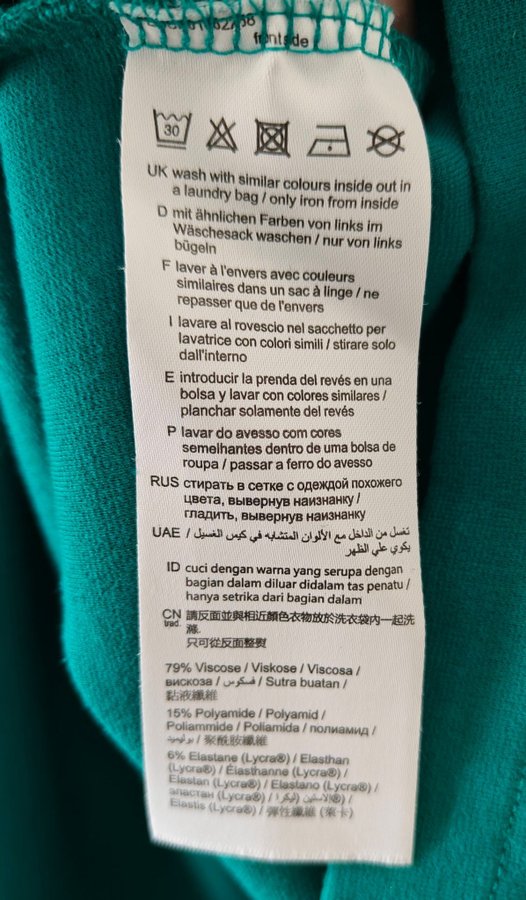 frontside
30
UK wash with similar colours inside out in
a laundry bag / only iron from inside
D mit ähnlichen Farben von links im
Wäschesack waschen / nur von links
bügeln
F laver à l'envers avec couleurs
similaires dans un sac à linge / ne
repasser que de l'envers
I lavare al rovescio nel sacchetto per
lavatrice con colori simili / stirare solo
dall'interno
E introducir la prenda del revés en una
bolsa y lavar con colores similares /
planchar solamente del revés
P lavar do avesso com cores
semelhantes dentro de uma bolsa de
roupa / passar a ferro do avesso
RUS стирать в сетке с одеждой похожего
цвета, вывернув наизнанку /
гладить, вывернув наизнанку
UAE / تغسل من الداخل مع الألوان المتشابه في كيس الغسيل
يكوي علي الظهر
ID cuci dengan warna yang serupa dengan
bagian dalam diluar didalam tas penatu /
hanya setrika dari bagian dalam
CN trad. 請反面並與相近顏色衣物放於洗衣袋內一起洗
滌.
只可從反面整熨
79% Viscose / Viskose / Viscosa /
вискоза / فسكوس / Sutra buatan /
黏液纖維
15% Polyamide / Polyamid /
Poliammide / Poliamida / полиамид /
بوليميد / 聚酰胺纖維
6% Elastane (Lycra®) / Elasthan
(Lycra®) / Élasthanne (Lycra®) /
Elastan (Lycra®) / Elastano (Lycra®) /
эластан (Lycra®) / الاستين (ليكرا®) /
Elastis (Lycra®) / 彈性纖維 (萊卡)